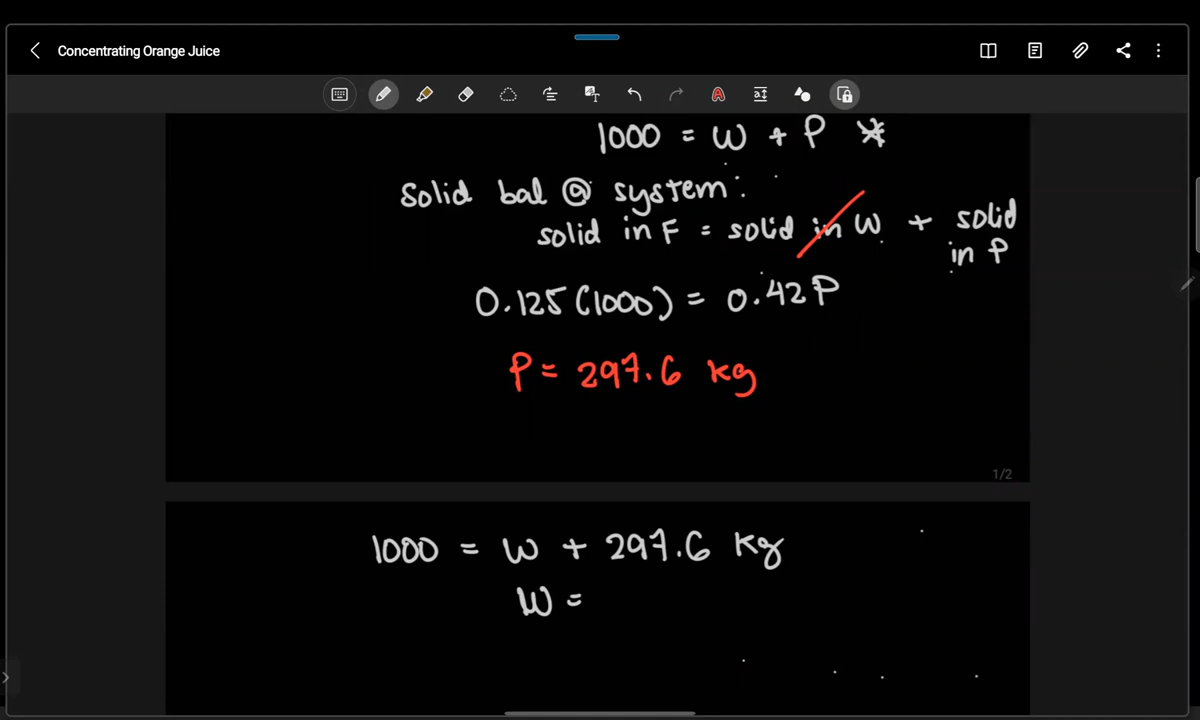 Concentrating Orange Juice
1000 = W + P *
Solid bal @ system:
solid in F = solid in W + solid in P
0.125 (1000) = 0.42 P
P = 297.6 kg
1/2
1000 = W + 297.6 kg
W =